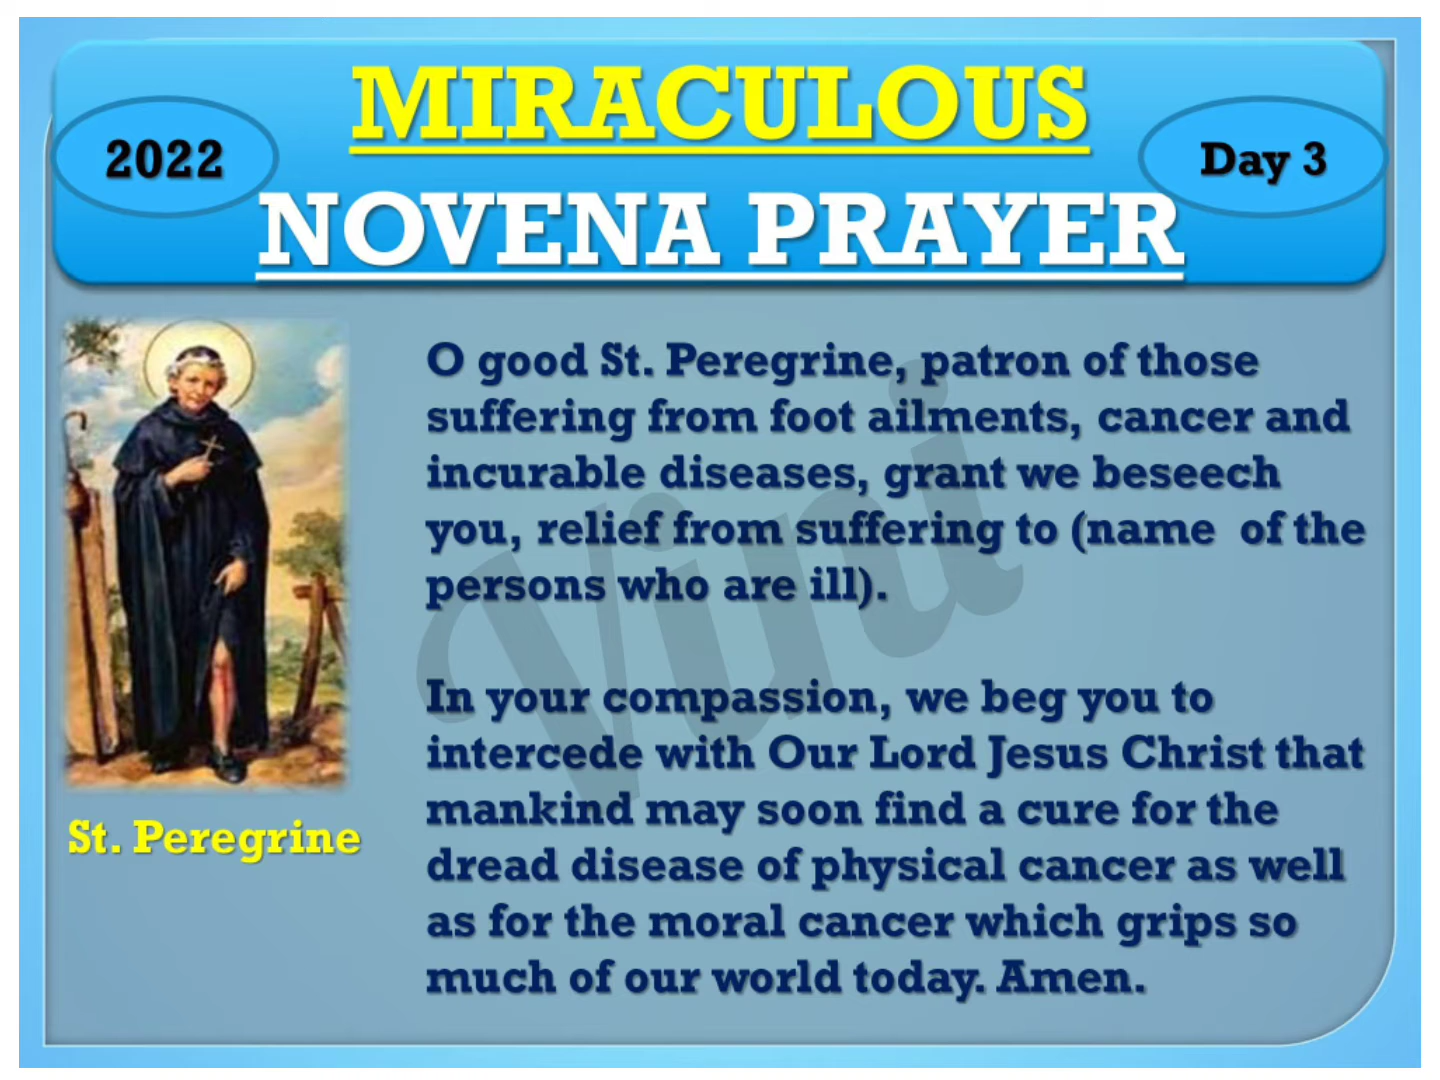 MIRACULOUS
2022
Day 3
NOVENA PRAYER
O good St. Peregrine, patron of those
suffering from foot ailments, cancer and
incurable diseases, grant we beseech
you, relief from suffering to (name  of the
persons who are ill).
In your compassion, we beg you to
intercede with Our Lord Jesus Christ that
mankind may soon find a cure for the
dread disease of physical cancer as well
as for the moral cancer which grips so
much of our world today. Amen.
St. Peregrine
Vini